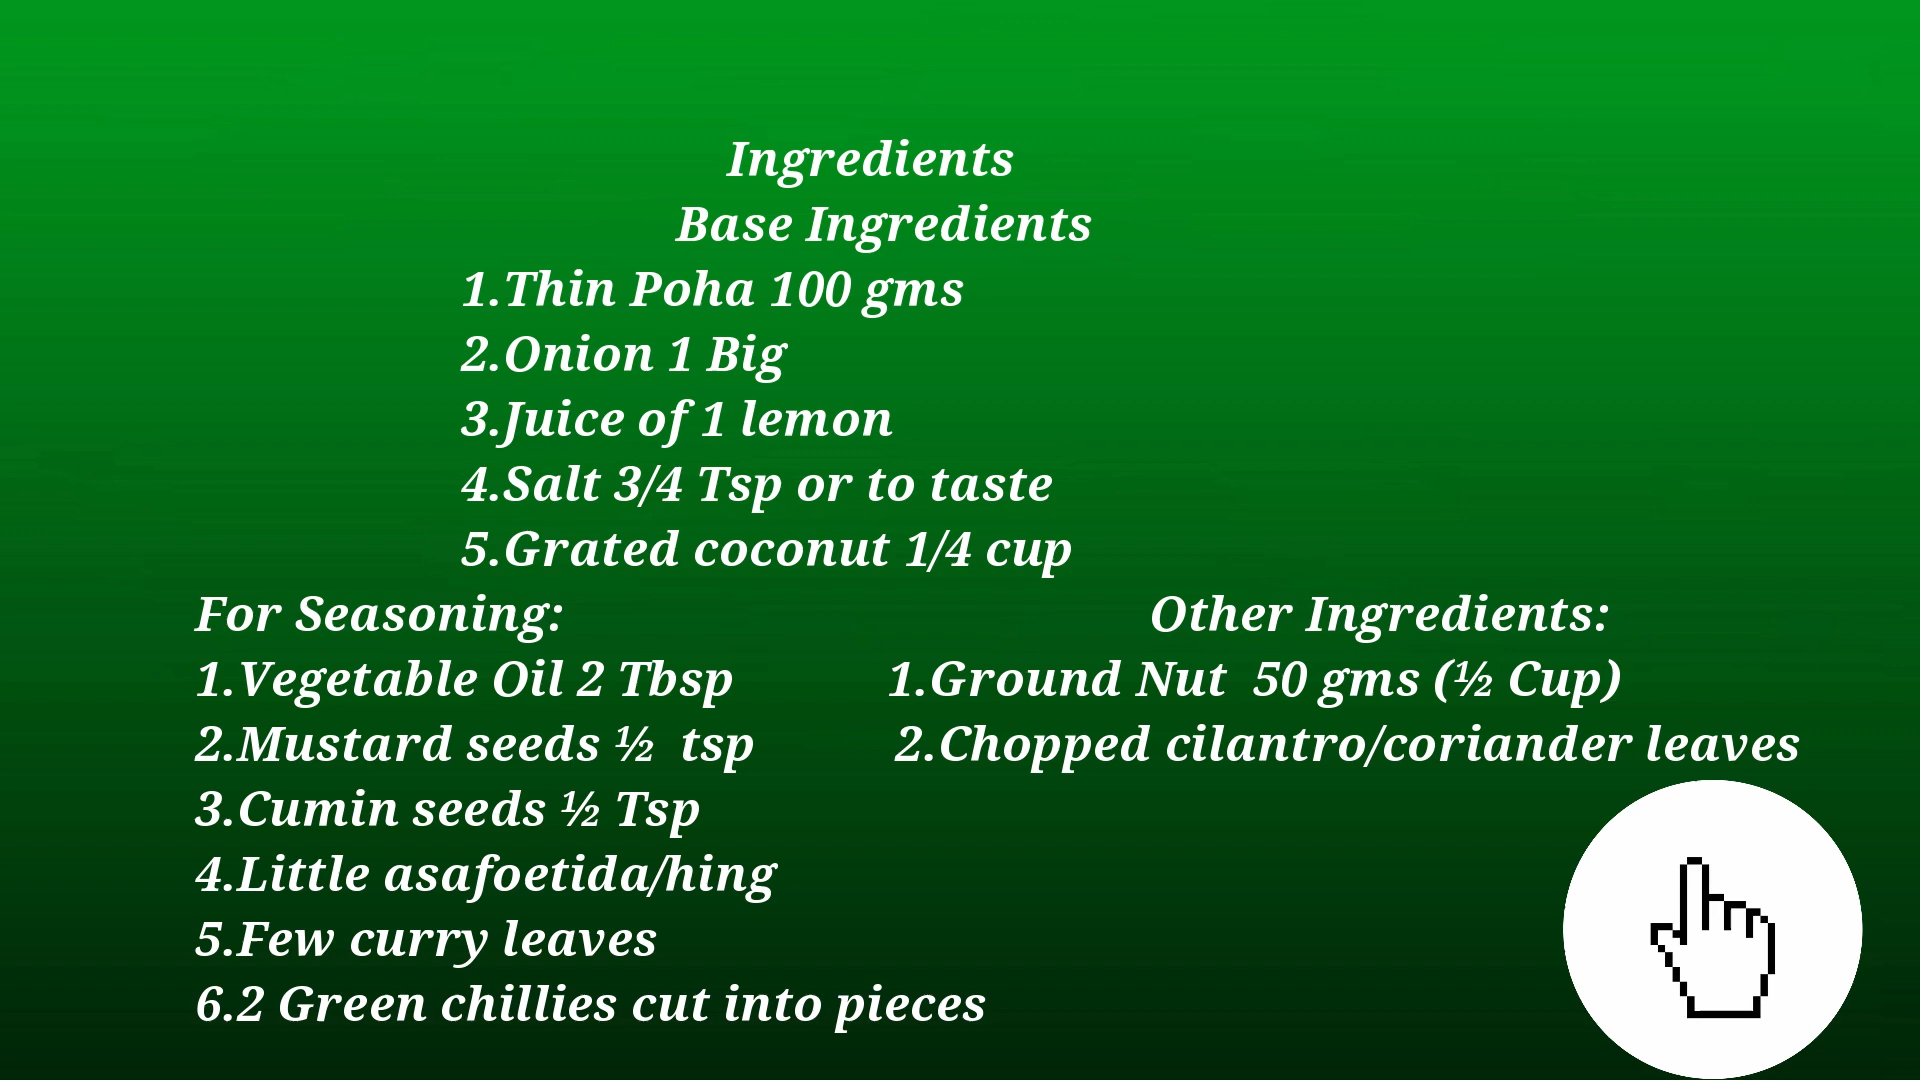 Ingredients
Base Ingredients
1.Thin Poha 100 gms
2.Onion 1 Big
3.Juice of 1 lemon
4.Salt 3/4 Tsp or to taste
5.Grated coconut 1/4 cup
For Seasoning:
1.Vegetable Oil 2 Tbsp
2.Mustard seeds ½  tsp
3.Cumin seeds ½ Tsp
4.Little asafoetida/hing
5.Few curry leaves
6.2 Green chillies cut into pieces
Other Ingredients:
1.Ground Nut  50 gms (½ Cup)
2.Chopped cilantro/coriander leaves